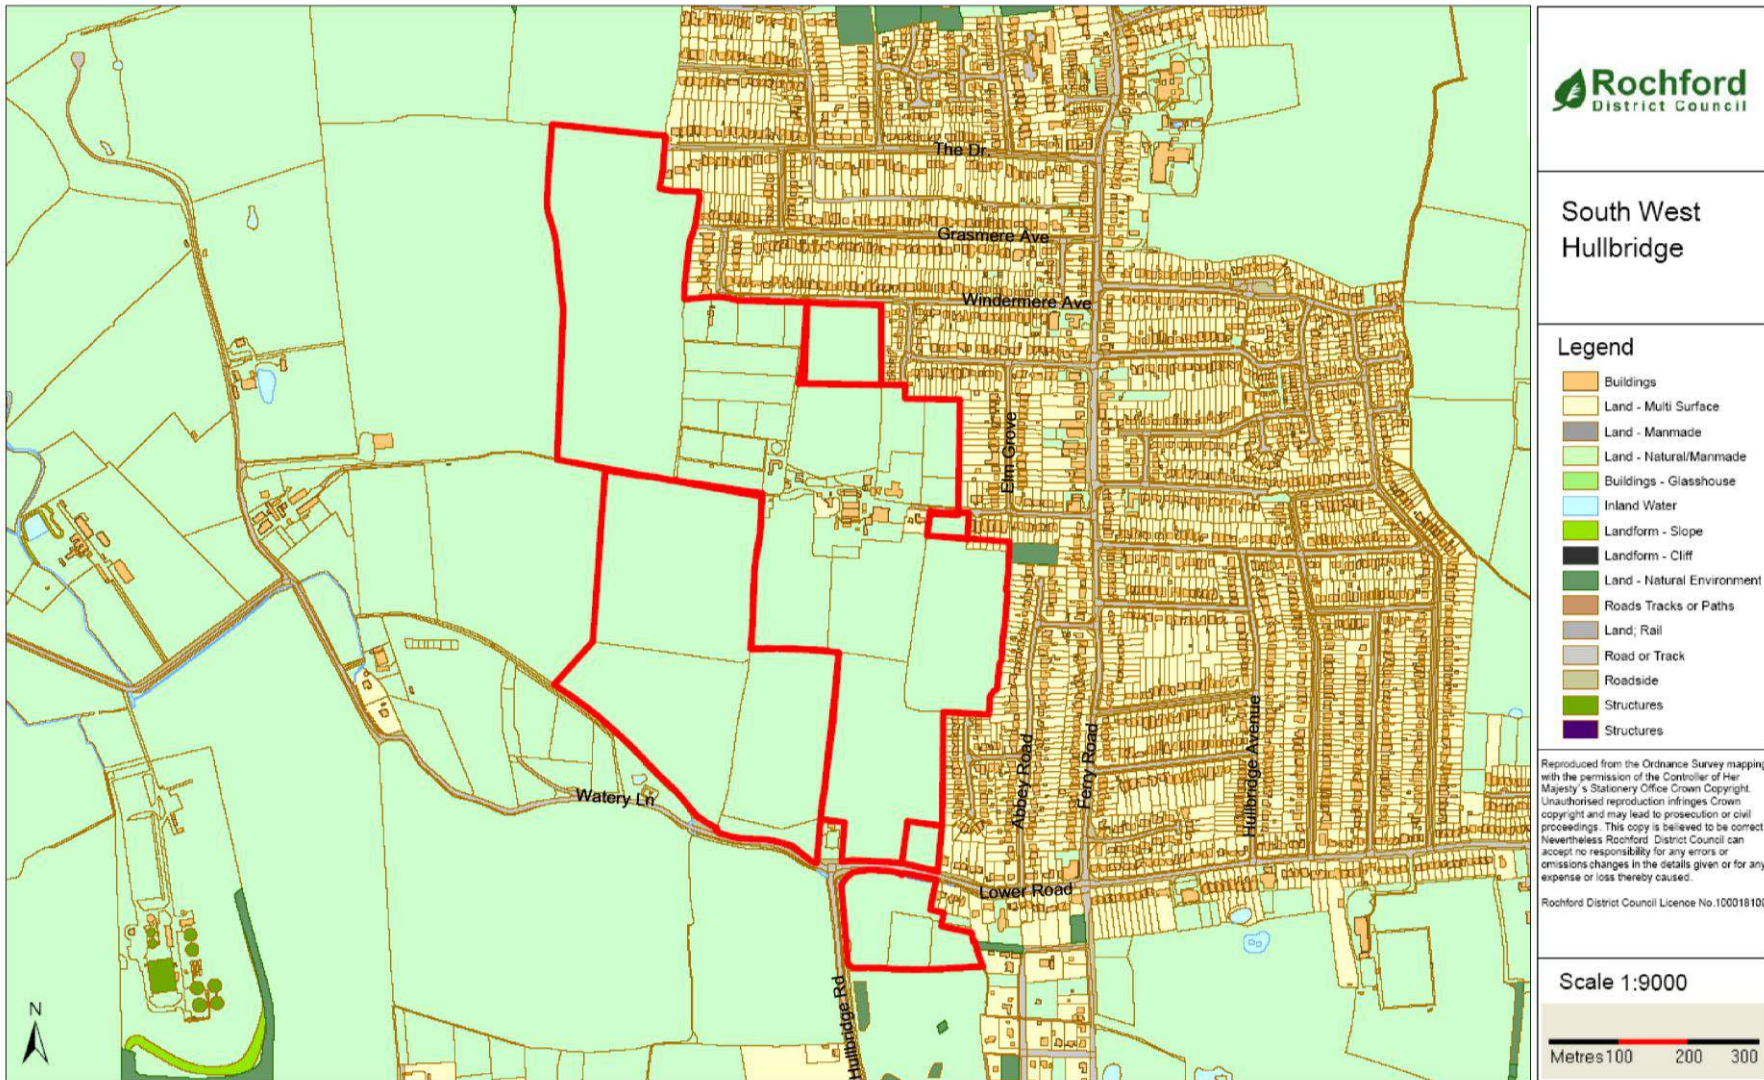 The Dr.
Grasmere Ave
Windermere Ave
Elm Grove
Abbey Road
Ferry Road
Hullbridge Avenue
Watery Ln
Lower Road
Hullbridge Rd
N
Rochford
District Council
South West
Hullbridge
Legend
Buildings
Land - Multi Surface
Land - Manmade
Land - Natural/Manmade
Buildings - Glasshouse
Inland Water
Landform - Slope
Landform - Cliff
Land - Natural Environment
Roads Tracks or Paths
Land; Rail
Road or Track
Roadside
Structures
Structures
Reproduced from the Ordnance Survey mapping
with the permission of the Controller of Her
Majesty's Stationery Office Crown Copyright.
Unauthorised reproduction infringes Crown
copyright and may lead to prosecution or civil
proceedings. This copy is believed to be correct.
Nevertheless Rochford District Council can
accept no responsibility for any errors or
omissions changes in the details given or for any
expense or loss thereby caused.
Rochford District Council Licence No.
Scale 1:9000
Metres 100 200 300